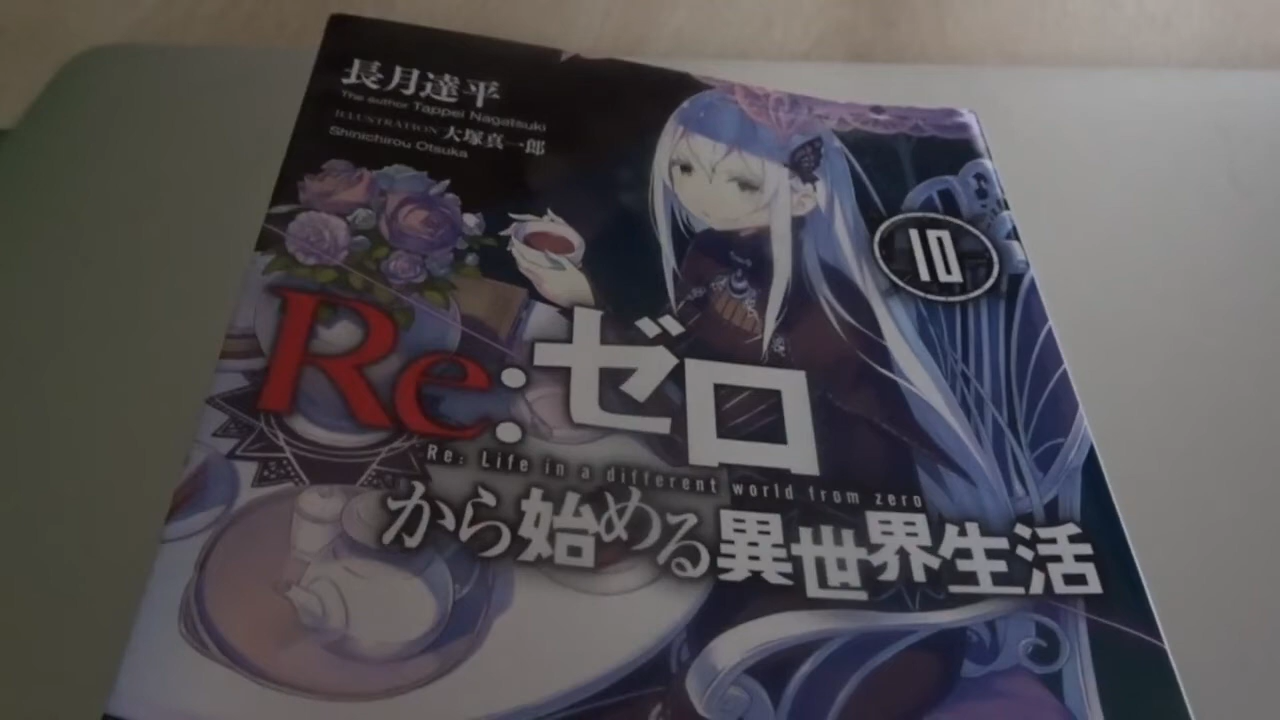 長月達平
The author Tappei Nagatsuki
ILLUSTRATION 大塚真一郎
Shinichirou Otsuka
10
Re:ゼロ
Re: Life in a different world from zero
から始める異世界生活